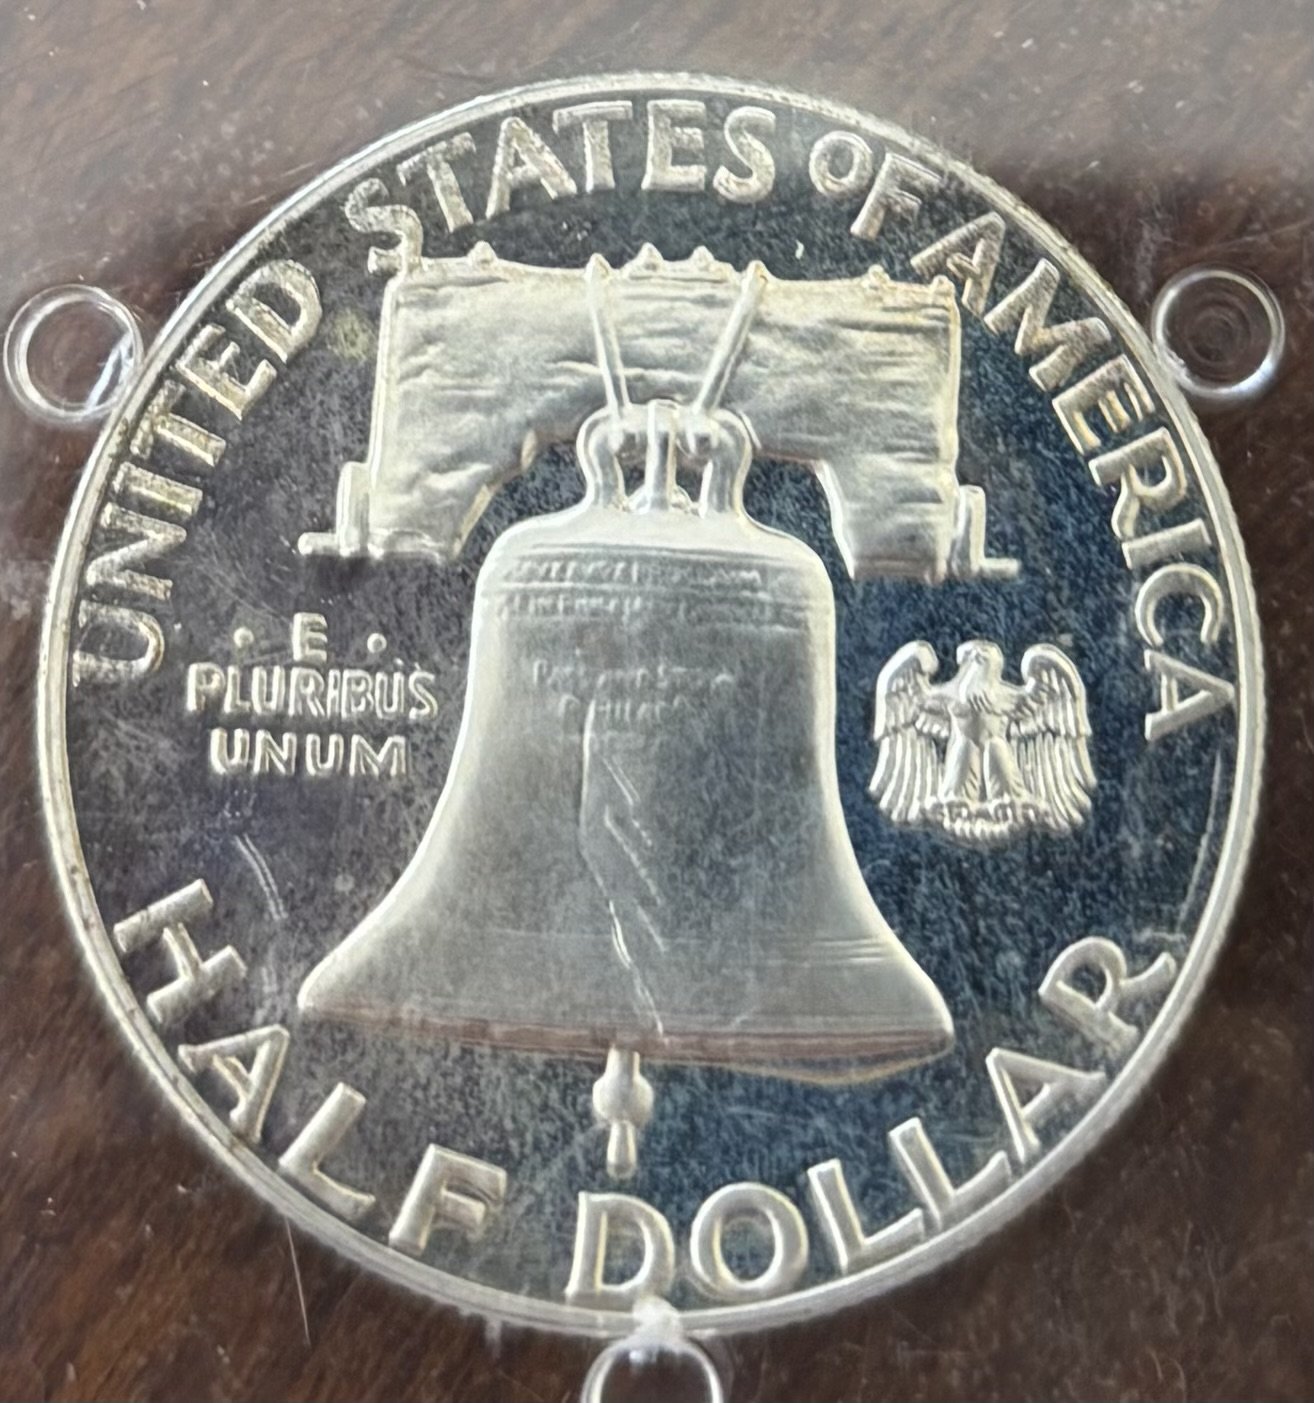 UNITED STATES OF AMERICA
· E ·
PLURIBUS
UNUM
HALF DOLLAR